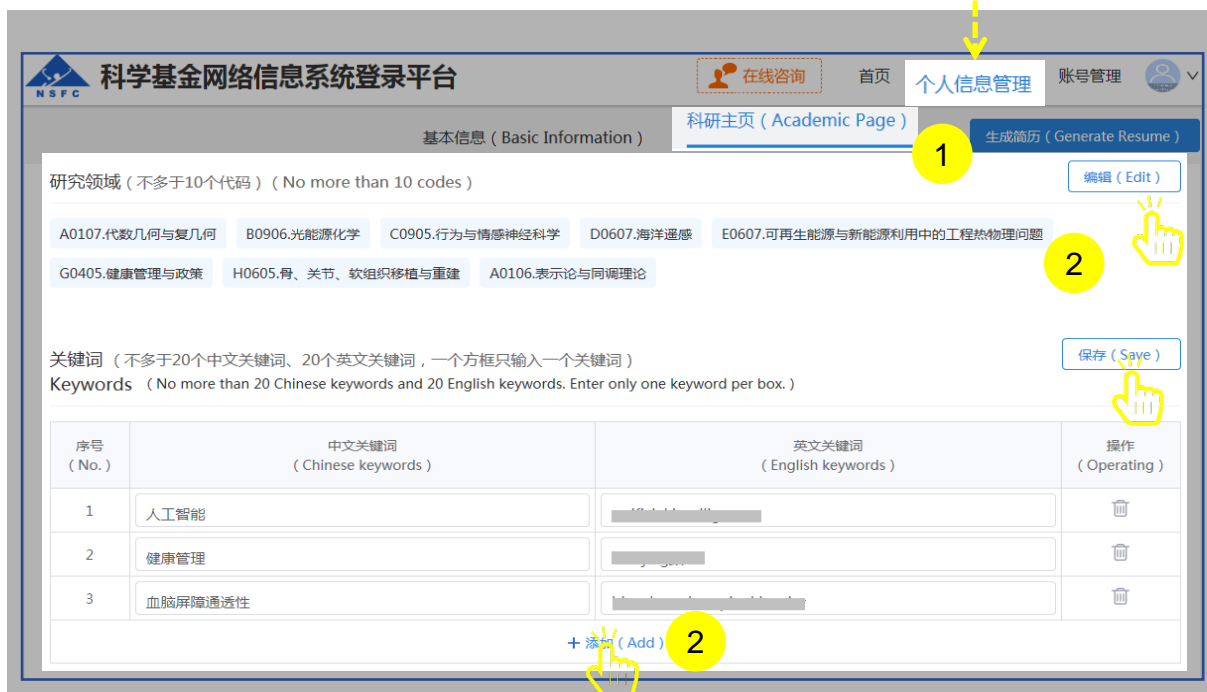 NSFC
科学基金网络信息系统登录平台
在线咨询
首页
个人信息管理
账号管理
基本信息 ( Basic Information )
科研主页 ( Academic Page )
1
生成简历 ( Generate Resume )
研究领域 ( 不多于10个代码 ) ( No more than 10 codes )
编辑 ( Edit )
A0107.代数几何与复几何 B0906.光能源化学 C0905.行为与情感神经科学 D0607.海洋遥感 E0607.可再生能源与新能源利用中的工程热物理问题
2
G0405.健康管理与政策 H0605.骨、关节、软组织移植与重建 A0106.表示论与同调理论
关键词 ( 不多于20个中文关键词、20个英文关键词 , 一个方框只输入一个关键词 )
保存 ( Save )
Keywords ( No more than 20 Chinese keywords and 20 English keywords. Enter only one keyword per box. )
序号
( No. )
中文关键词
( Chinese keywords )
英文关键词
( English keywords )
操作
( Operating )
1 人工智能
2 健康管理
3 血脑屏障通透性
+ 添加 ( Add )
2